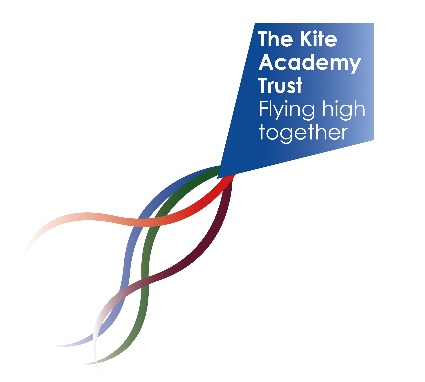 The Kite
Academy
Trust
Flying high
together